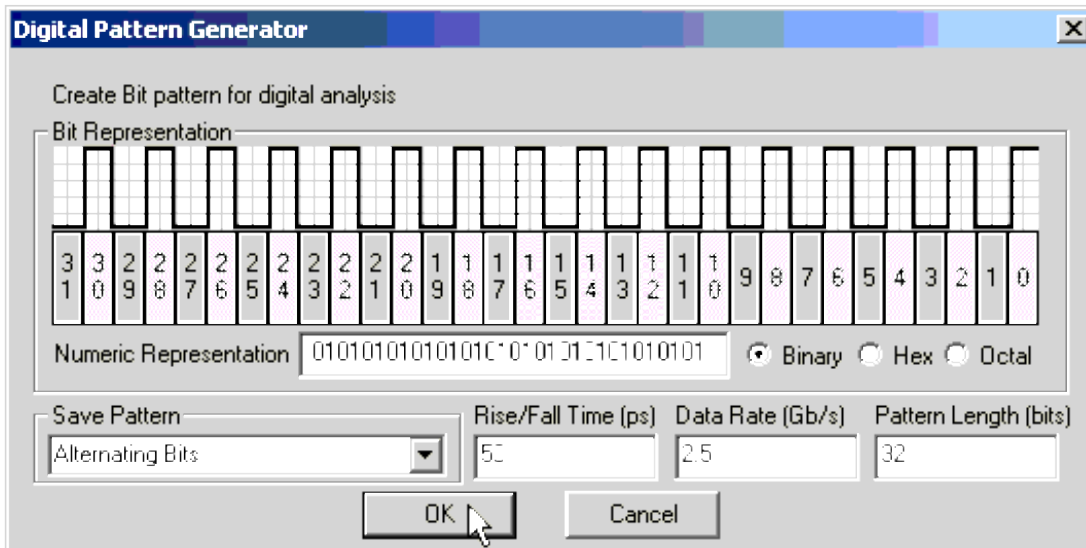 Digital Pattern Generator
Create Bit pattern for digital analysis
Bit Representation
31 30 29 28 27 26 25 24 23 22 21 20 19 18 17 16 15 14 13 12 11 10 9 8 7 6 5 4 3 2 1 0
Numeric Representation 01010101010101010101010101010101 Binary Hex Octal
Save Pattern Rise/Fall Time (ps) Data Rate (Gb/s) Pattern Length (bits)
Alternating Bits 50 2.5 32
OK Cancel